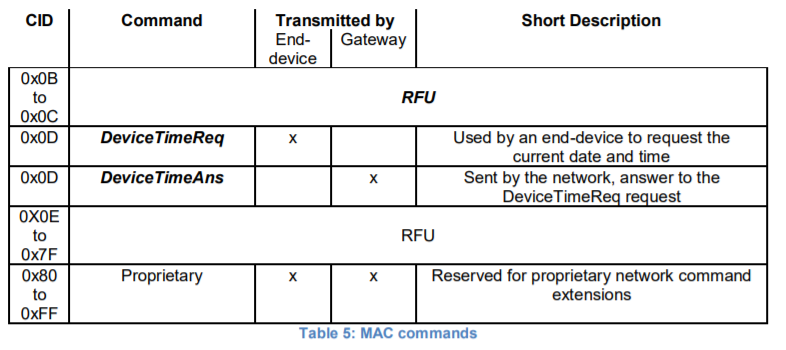 CID Command Transmitted by Short Description
End-device Gateway
0x0B to 0x0C RFU
0x0D DeviceTimeReq x Used by an end-device to request the
current date and time
0x0D DeviceTimeAns x Sent by the network, answer to the
DeviceTimeReq request
0X0E to 0x7F RFU
0x80 to 0xFF Proprietary x x Reserved for proprietary network command
extensions
Table 5: MAC commands